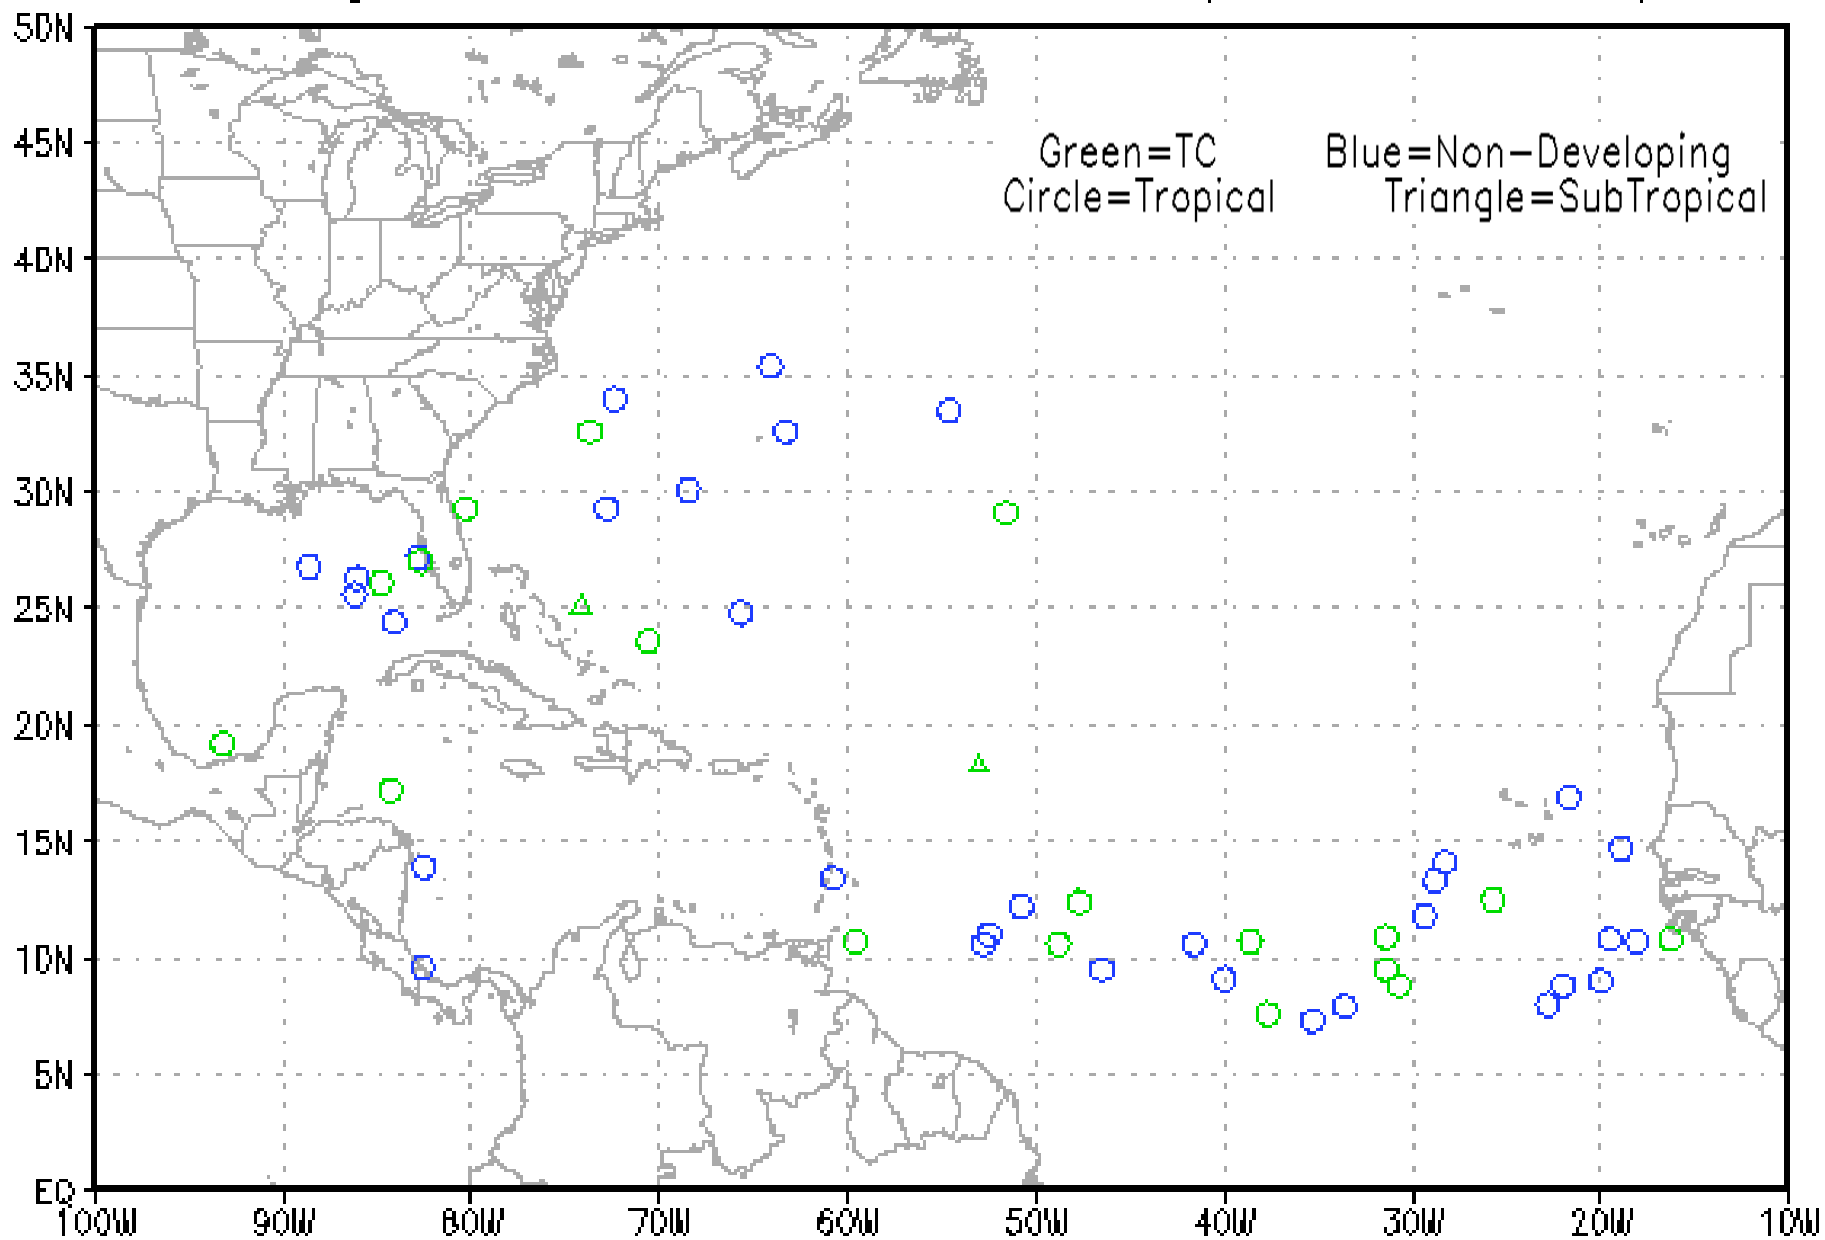 50N
45N
Green=TC Blue=Non-Developing
Circle=Tropical Triangle=SubTropical
40N
35N
30N
25N
20N
15N
10N
5N
EQ
100W 90W 80W 70W 60W 50W 40W 30W 20W 10W